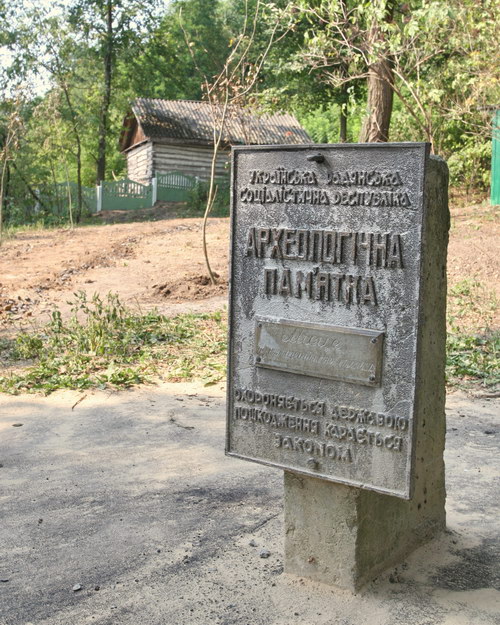 УКРАЇНСЬКА РАДЯНСЬКА
СОЦІАЛІСТИЧНА РЕСПУБЛІКА
АРХЕОЛОГІЧНА
ПАМ'ЯТКА
ОХОРОНЯЄТЬСЯ ДЕРЖАВОЮ
ПОШКОДЖЕННЯ КАРАЄТЬСЯ
ЗАКОНОМ